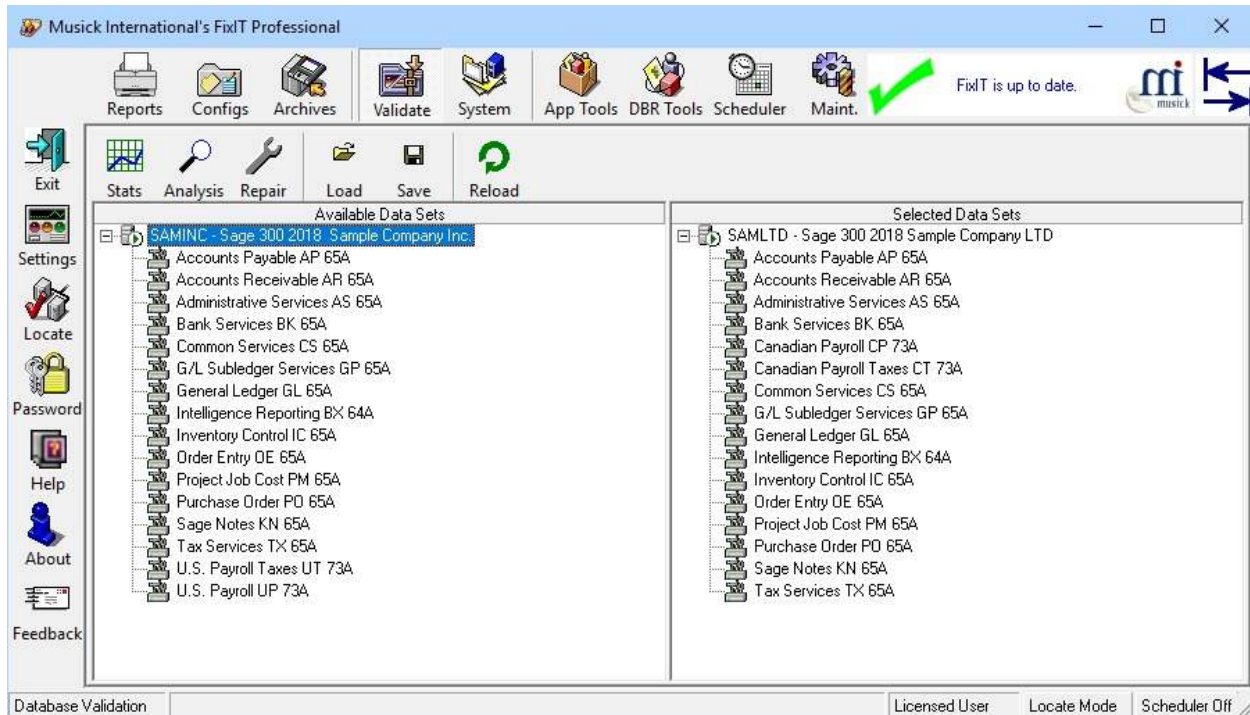 Musick International's FixIT Professional
Reports Configs Archives Validate System App Tools DBR Tools Scheduler Maint. FixIT is up to date. mi musick
Exit
Settings
Locate
Password
Help
About
Feedback
Stats Analysis Repair Load Save Reload
Available Data Sets
SAMINC - Sage 300 2018 Sample Company Inc.
Accounts Payable AP 65A
Accounts Receivable AR 65A
Administrative Services AS 65A
Bank Services BK 65A
Common Services CS 65A
G/L Subledger Services GP 65A
General Ledger GL 65A
Intelligence Reporting BX 64A
Inventory Control IC 65A
Order Entry OE 65A
Project Job Cost PM 65A
Purchase Order PO 65A
Sage Notes KN 65A
Tax Services TX 65A
U.S. Payroll Taxes UT 73A
U.S. Payroll UP 73A
Selected Data Sets
SAMLTD - Sage 300 2018 Sample Company LTD
Accounts Payable AP 65A
Accounts Receivable AR 65A
Administrative Services AS 65A
Bank Services BK 65A
Canadian Payroll CP 73A
Canadian Payroll Taxes CT 73A
Common Services CS 65A
G/L Subledger Services GP 65A
General Ledger GL 65A
Intelligence Reporting BX 64A
Inventory Control IC 65A
Order Entry OE 65A
Project Job Cost PM 65A
Purchase Order PO 65A
Sage Notes KN 65A
Tax Services TX 65A
Database Validation Licensed User Locate Mode Scheduler Off